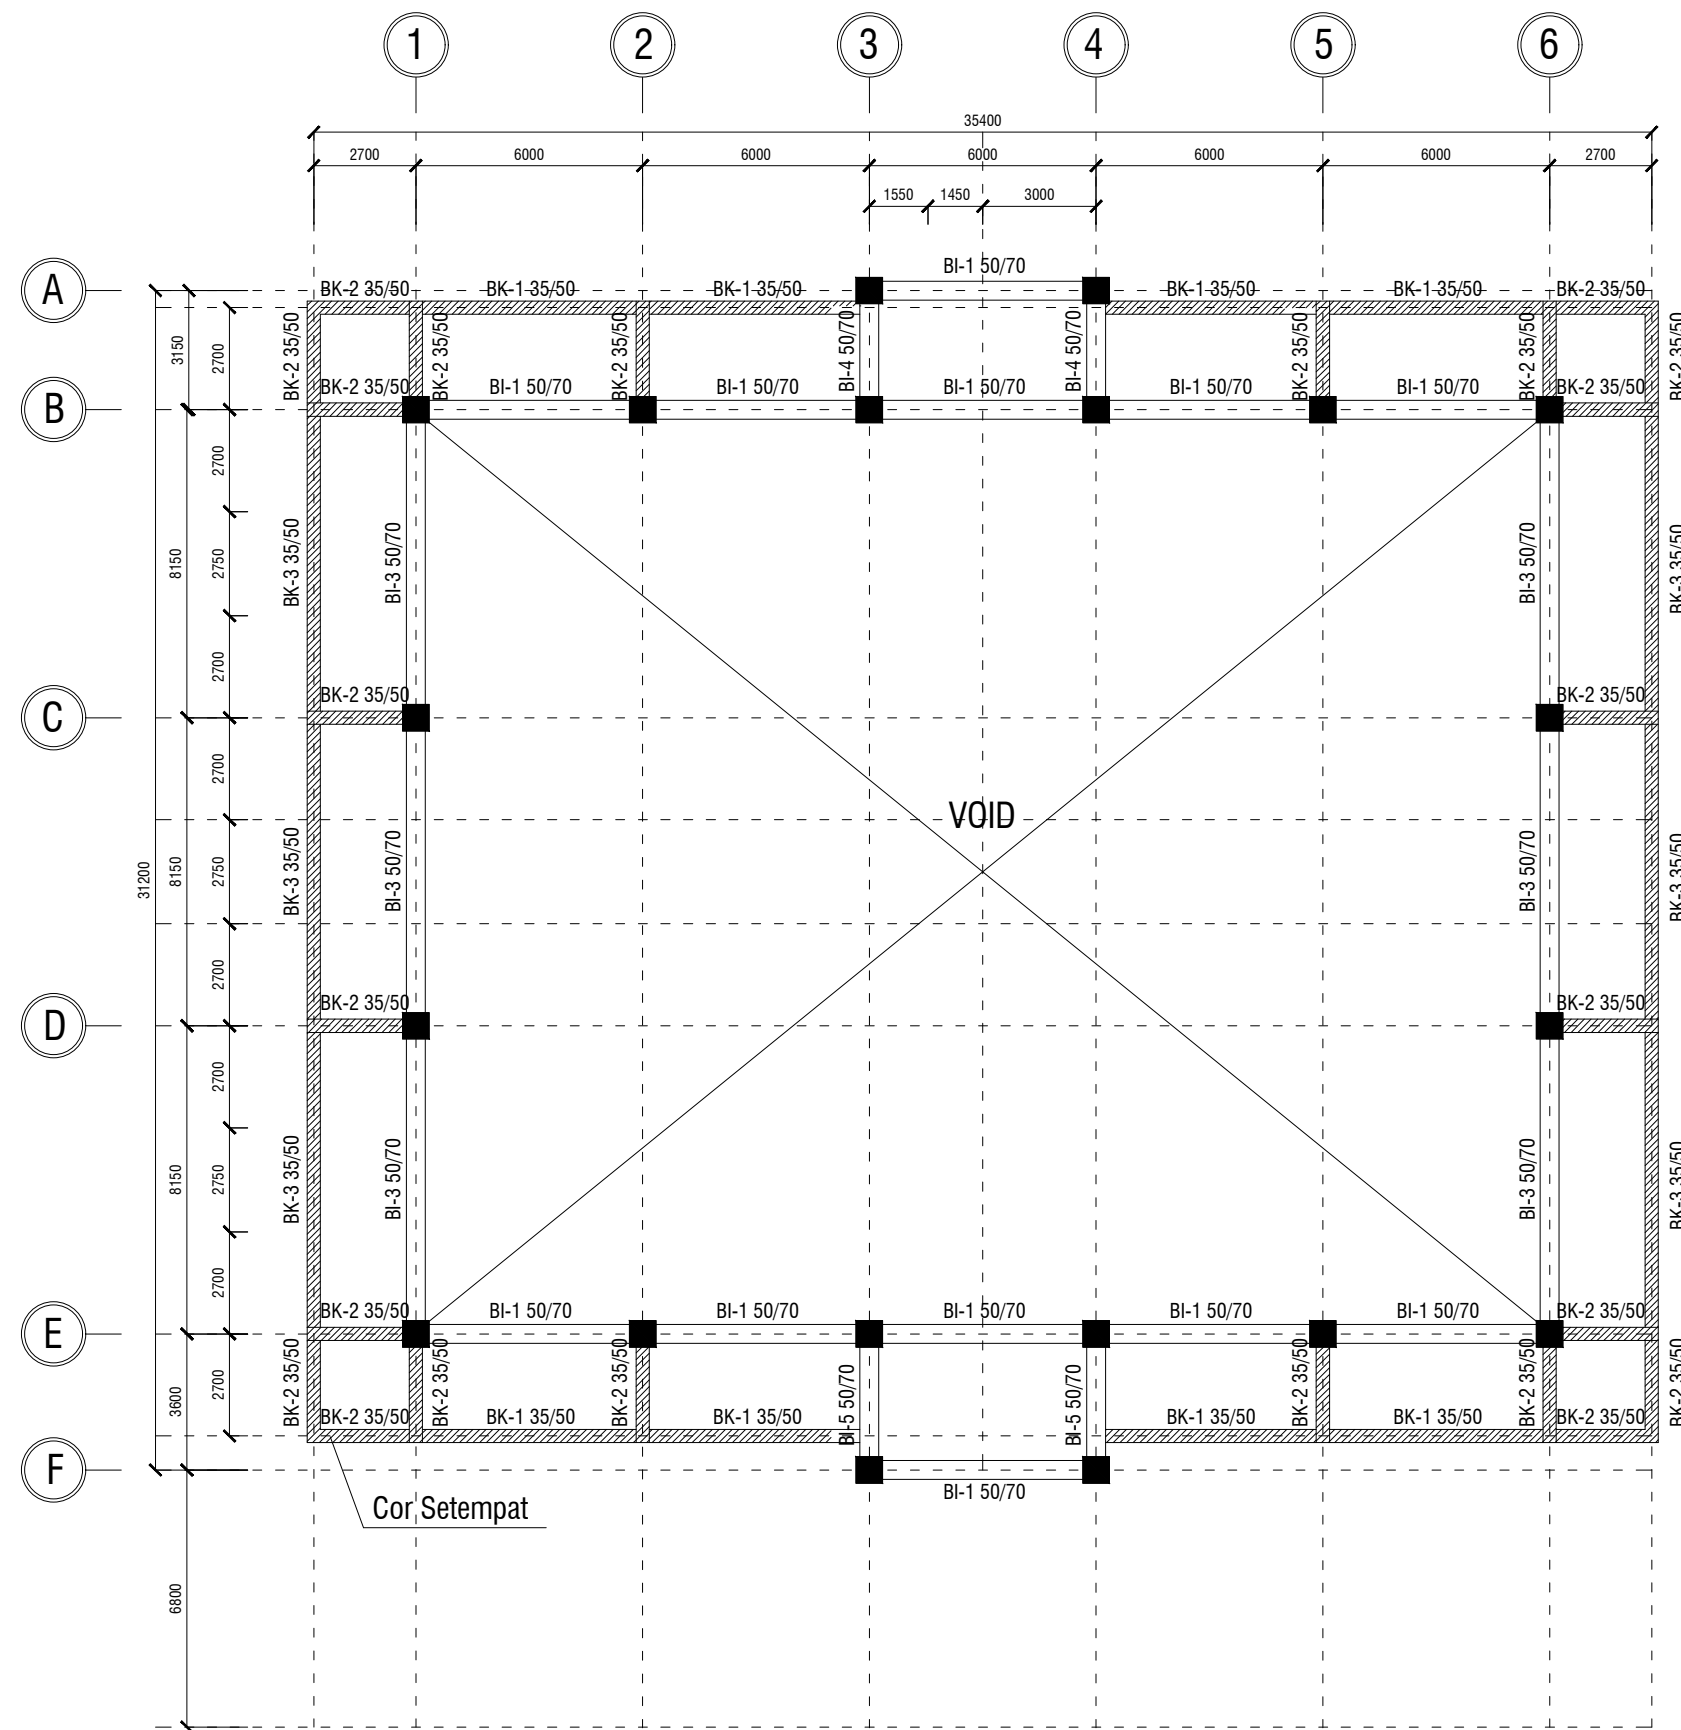 1 2 3 4 5 6
35400
2700 6000 6000 6000 6000 6000 2700
1550 1450 3000
BI-1 50/70
A
BK-2 35/50 BK-1 35/50 BK-1 35/50 BK-1 35/50 BK-1 35/50 BK-2 35/50
3150 2700
BK-2 35/50 BK-2 35/50 BK-2 35/50 BI-4 50/70 BI-4 50/70 BK-2 35/50 BK-2 35/50 BK-2 35/50
BK-2 35/50 BI-1 50/70 BI-1 50/70 BI-1 50/70 BI-1 50/70 BI-1 50/70 BK-2 35/50
B
2700
8150 2750
BK-3 35/50 BI-3 50/70 BI-3 50/70 BK-3 35/50
2700
BK-2 35/50 BK-2 35/50
C
2700
VOID
31200 8150 2750
BK-3 35/50 BI-3 50/70 BI-3 50/70 BK-3 35/50
2700
BK-2 35/50 BK-2 35/50
D
2700
8150 2750
BK-3 35/50 BI-3 50/70 BI-3 50/70 BK-3 35/50
2700
BK-2 35/50 BI-1 50/70 BI-1 50/70 BI-1 50/70 BI-1 50/70 BI-1 50/70 BK-2 35/50
E
3600 2700
BK-2 35/50 BK-2 35/50 BK-2 35/50 BI-5 50/70 BI-5 50/70 BK-2 35/50 BK-2 35/50 BK-2 35/50
BK-2 35/50 BK-1 35/50 BK-1 35/50 BK-1 35/50 BK-1 35/50 BK-2 35/50
F
BI-1 50/70
Cor Setempat
6800